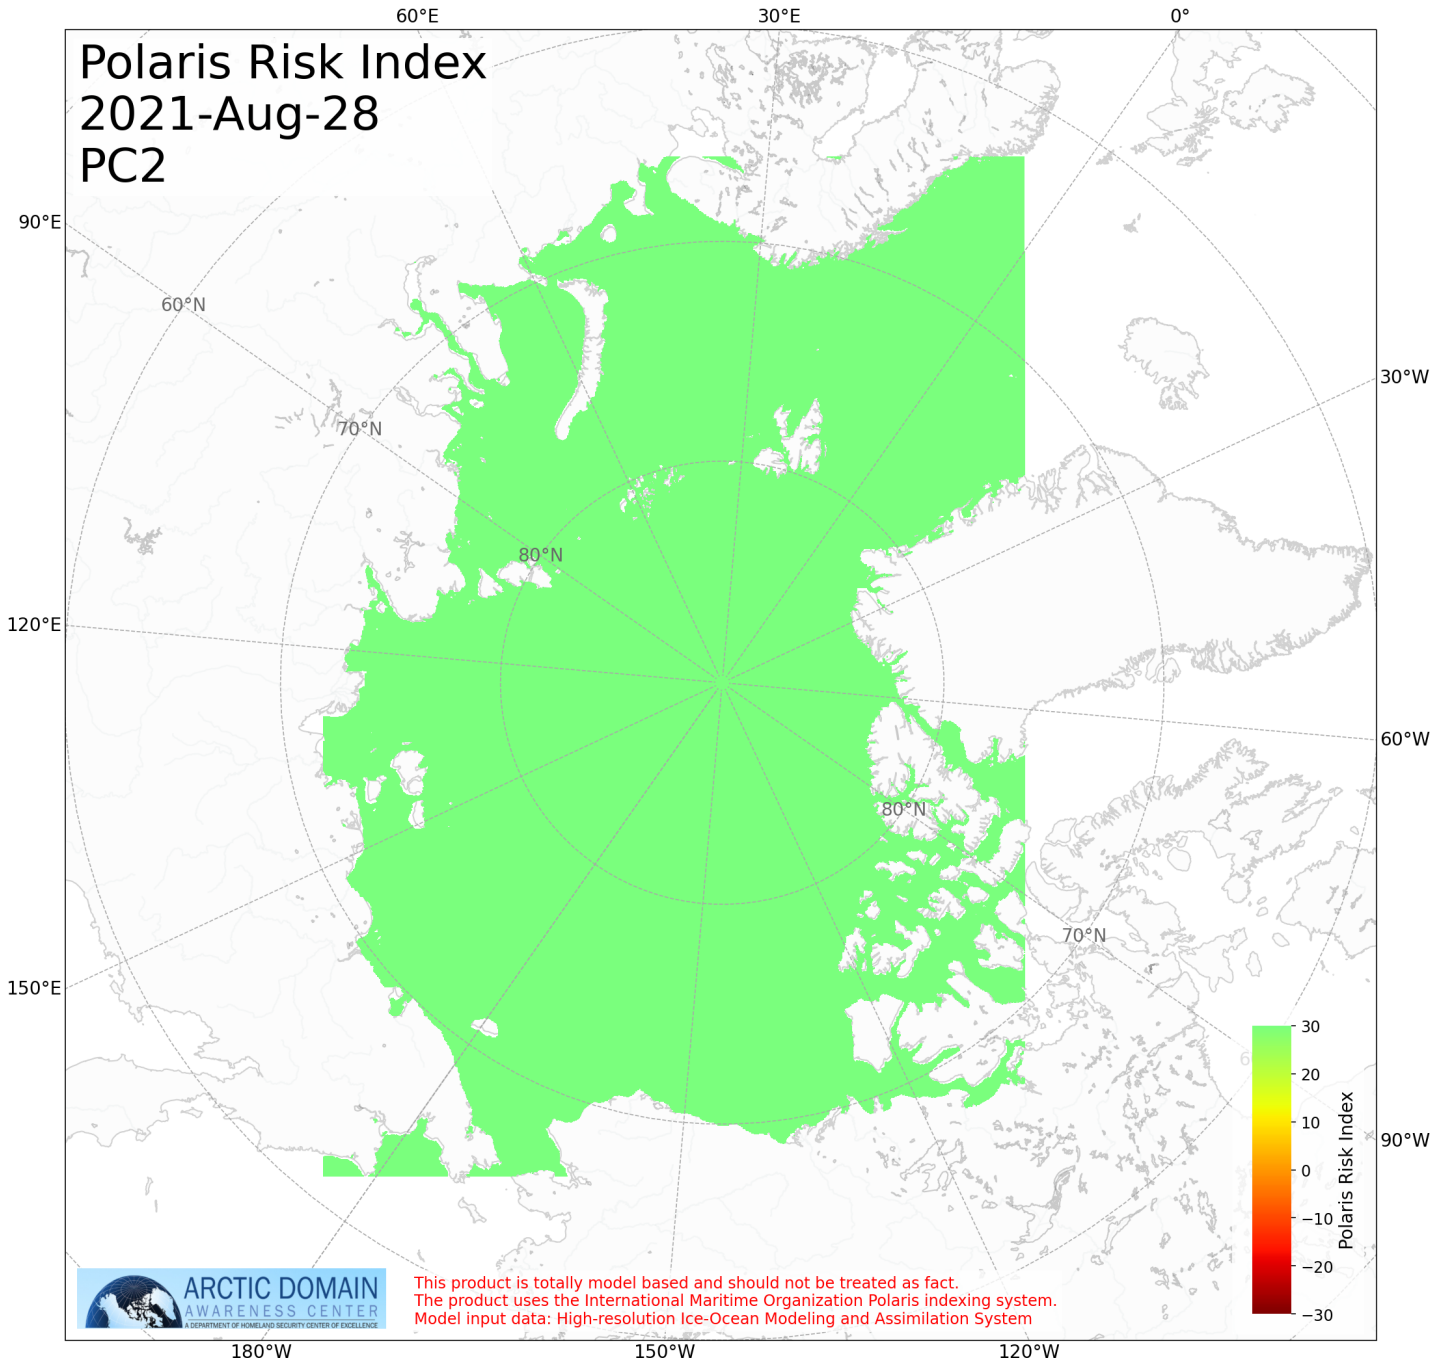 60°E 30°E 0°
Polaris Risk Index
2021-Aug-28
PC2
90°E
60°N
30°W
70°N
80°N
120°E
60°W
80°N
70°N
150°E
30
20
10
0
−10
−20
−30
Polaris Risk Index
90°W
ARCTIC DOMAIN
AWARENESS CENTER
A DEPARTMENT OF HOMELAND SECURITY CENTER OF EXCELLENCE
This product is totally model based and should not be treated as fact.
The product uses the International Maritime Organization Polaris indexing system.
Model input data: High-resolution Ice-Ocean Modeling and Assimilation System
180°W 150°W 120°W